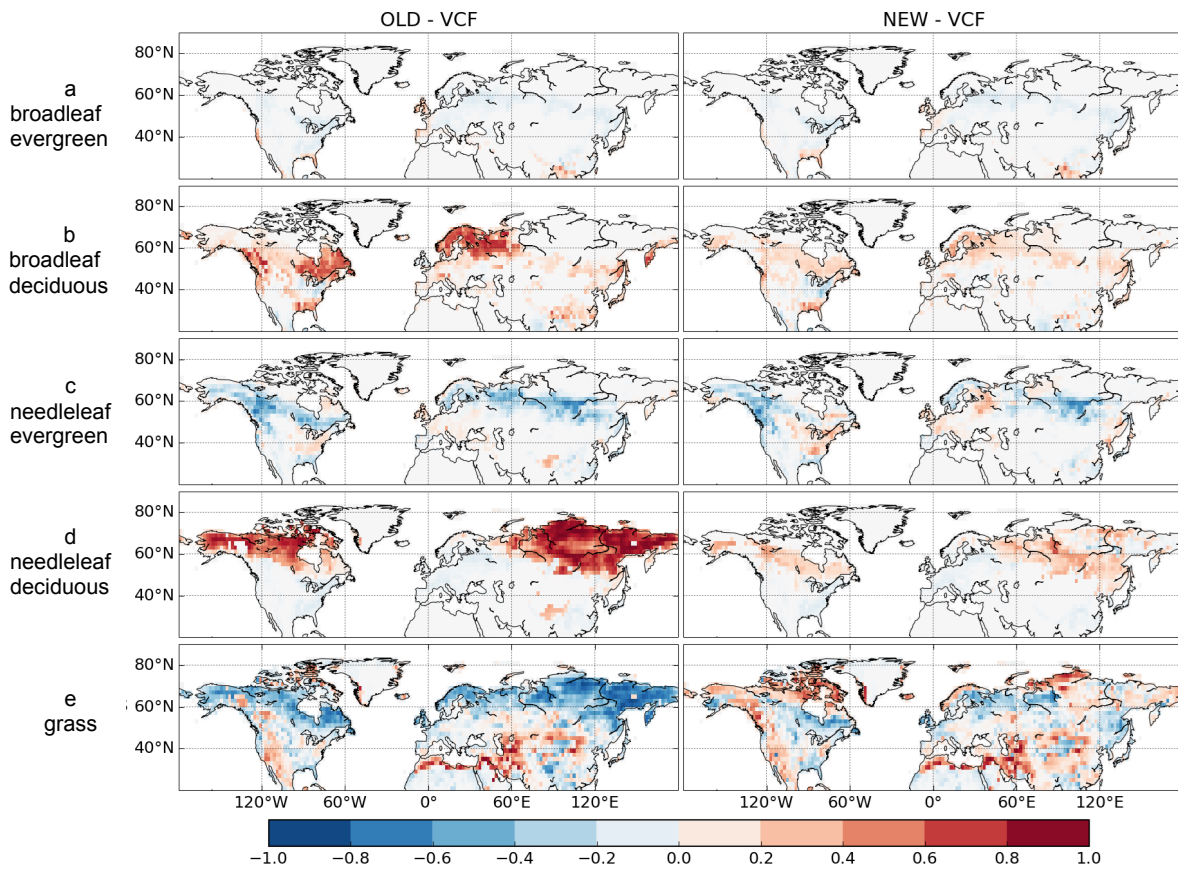 OLD - VCF
NEW - VCF
a
broadleaf
evergreen
80°N
60°N
40°N
b
broadleaf
deciduous
80°N
60°N
40°N
c
needleleaf
evergreen
80°N
60°N
40°N
d
needleleaf
deciduous
80°N
60°N
40°N
e
grass
80°N
60°N
40°N
120°W 60°W 0° 60°E 120°E
120°W 60°W 0° 60°E 120°E
−1.0 −0.8 −0.6 −0.4 −0.2 0.0 0.2 0.4 0.6 0.8 1.0